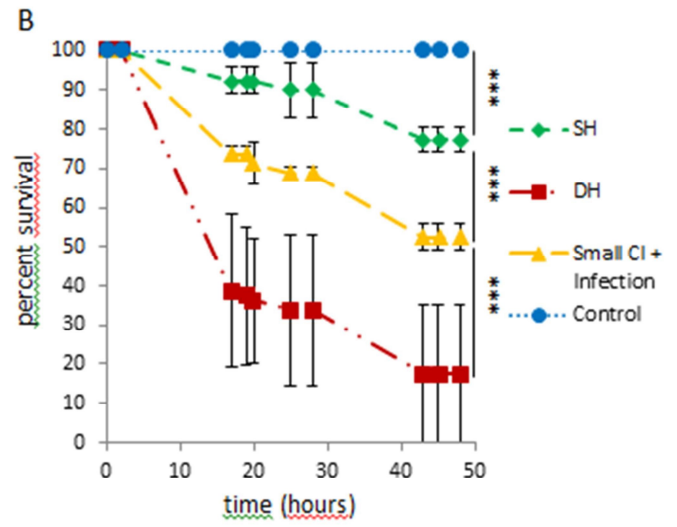 B
100
90
80
70
60
50
40
30
20
10
0
percent survival
0 10 20 30 40 50
time (hours)
***
***
***
SH
DH
Small CI +
Infection
Control